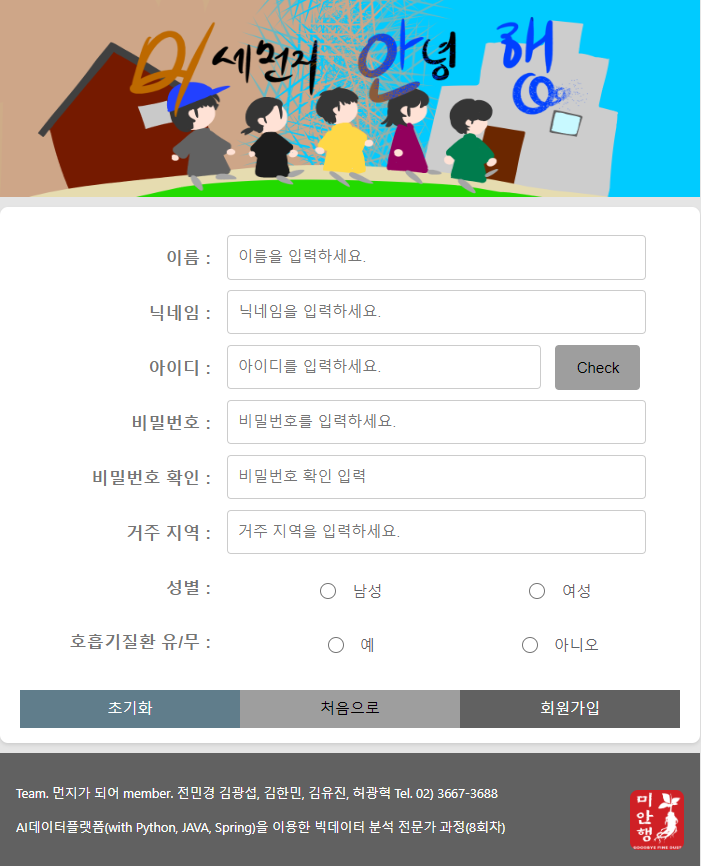 미세먼지 안녕 행
이름 : 이름을 입력하세요.
닉네임 : 닉네임을 입력하세요.
아이디 : 아이디를 입력하세요. Check
비밀번호 : 비밀번호를 입력하세요.
비밀번호 확인 : 비밀번호 확인 입력
거주 지역 : 거주 지역을 입력하세요.
성별 : 남성 여성
호흡기질환 유/무 : 예 아니오
초기화 처음으로 회원가입
Team. 먼지가 되어 member. 전민경 김광섭, 김한민, 김유진, 허광혁 Tel. 02) 3667-3688
AI데이터플랫폼(with Python, JAVA, Spring)을 이용한 빅데이터 분석 전문가 과정(8회차)
미
안
행
GOODBYE FINE DUST